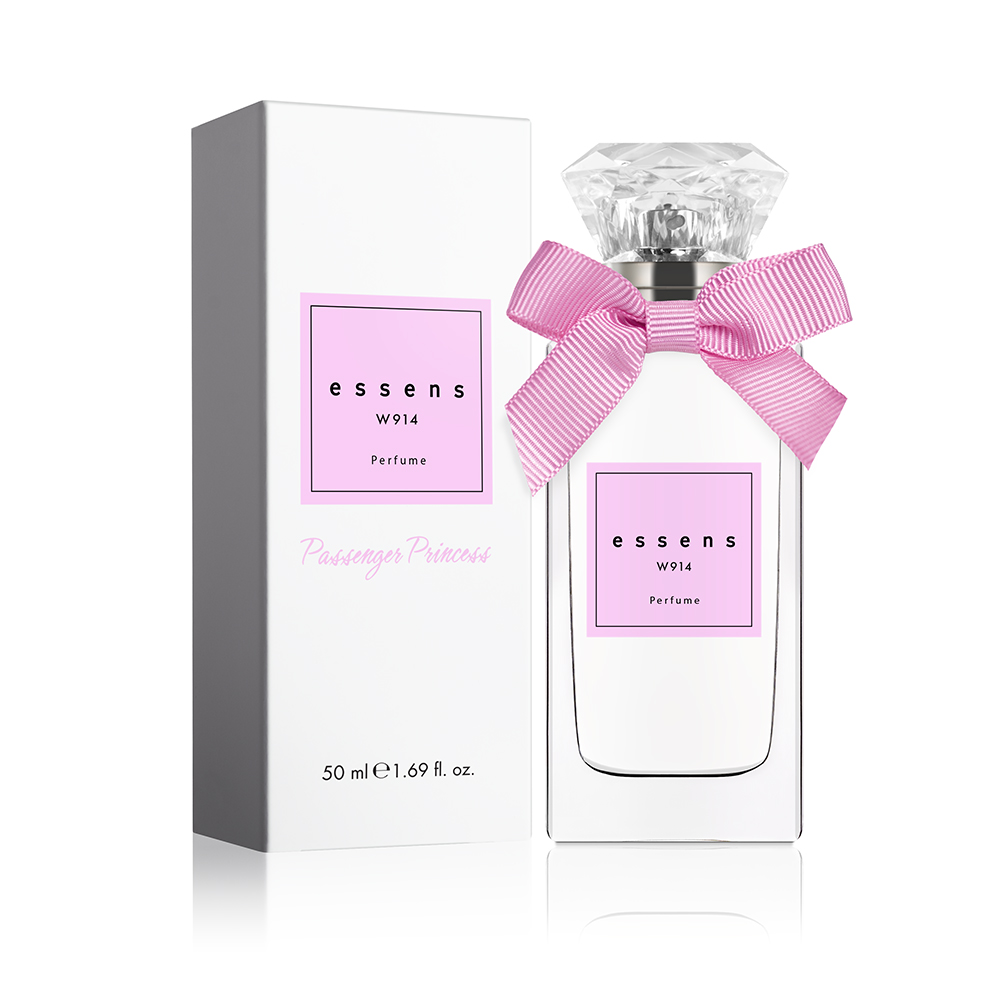 essens
W914
Perfume
Passenger Princess
50 ml ℮ 1.69 fl. oz.
essens
W914
Perfume